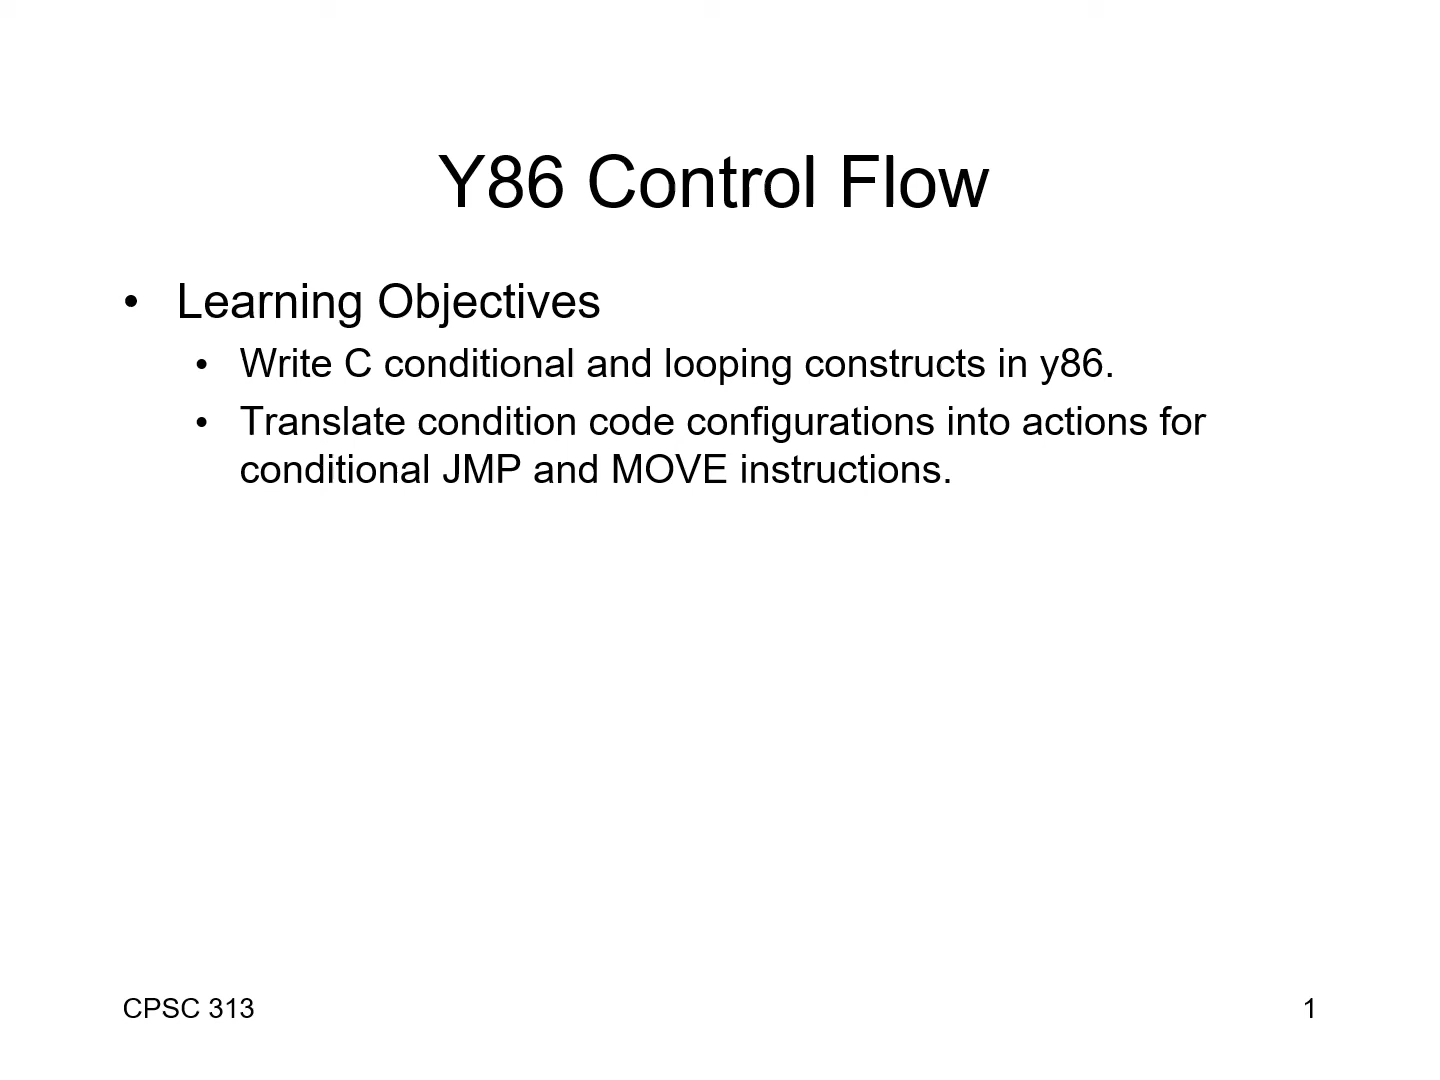 Y86 Control Flow
• Learning Objectives
• Write C conditional and looping constructs in y86.
• Translate condition code configurations into actions for
conditional JMP and MOVE instructions.
CPSC 313
1